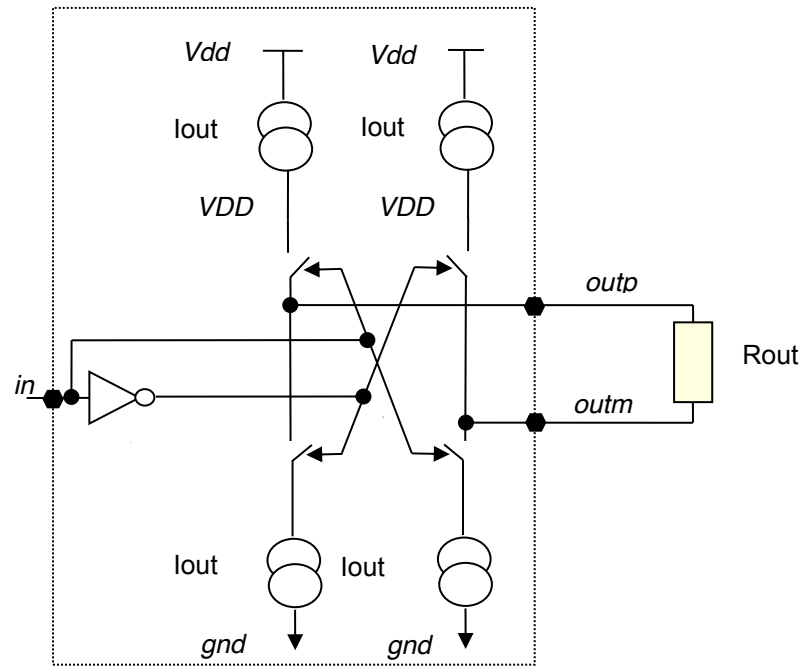 Vdd Vdd
Iout Iout
VDD VDD
outp
Rout
in
outm
Iout Iout
gnd gnd